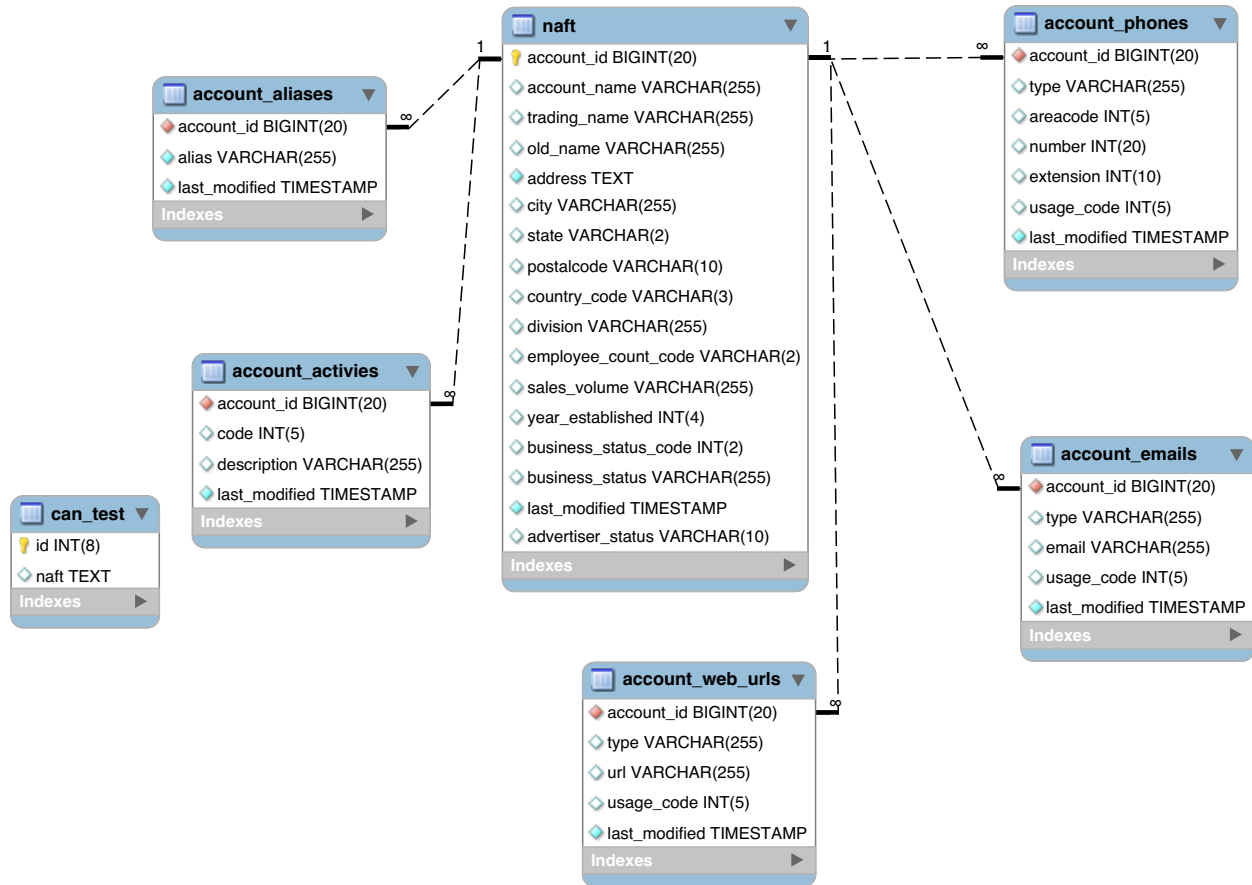 naft
account_id BIGINT(20)
account_name VARCHAR(255)
trading_name VARCHAR(255)
old_name VARCHAR(255)
address TEXT
city VARCHAR(255)
state VARCHAR(2)
postalcode VARCHAR(10)
country_code VARCHAR(3)
division VARCHAR(255)
employee_count_code VARCHAR(2)
sales_volume VARCHAR(255)
year_established INT(4)
business_status_code INT(2)
business_status VARCHAR(255)
last_modified TIMESTAMP
advertiser_status VARCHAR(10)
Indexes
account_phones
account_id BIGINT(20)
type VARCHAR(255)
areacode INT(5)
number INT(20)
extension INT(10)
usage_code INT(5)
last_modified TIMESTAMP
Indexes
account_aliases
account_id BIGINT(20)
alias VARCHAR(255)
last_modified TIMESTAMP
Indexes
account_activies
account_id BIGINT(20)
code INT(5)
description VARCHAR(255)
last_modified TIMESTAMP
Indexes
account_emails
account_id BIGINT(20)
type VARCHAR(255)
email VARCHAR(255)
usage_code INT(5)
last_modified TIMESTAMP
Indexes
can_test
id INT(8)
naft TEXT
Indexes
account_web_urls
account_id BIGINT(20)
type VARCHAR(255)
url VARCHAR(255)
usage_code INT(5)
last_modified TIMESTAMP
Indexes
1
1
∞
∞
∞
∞
∞